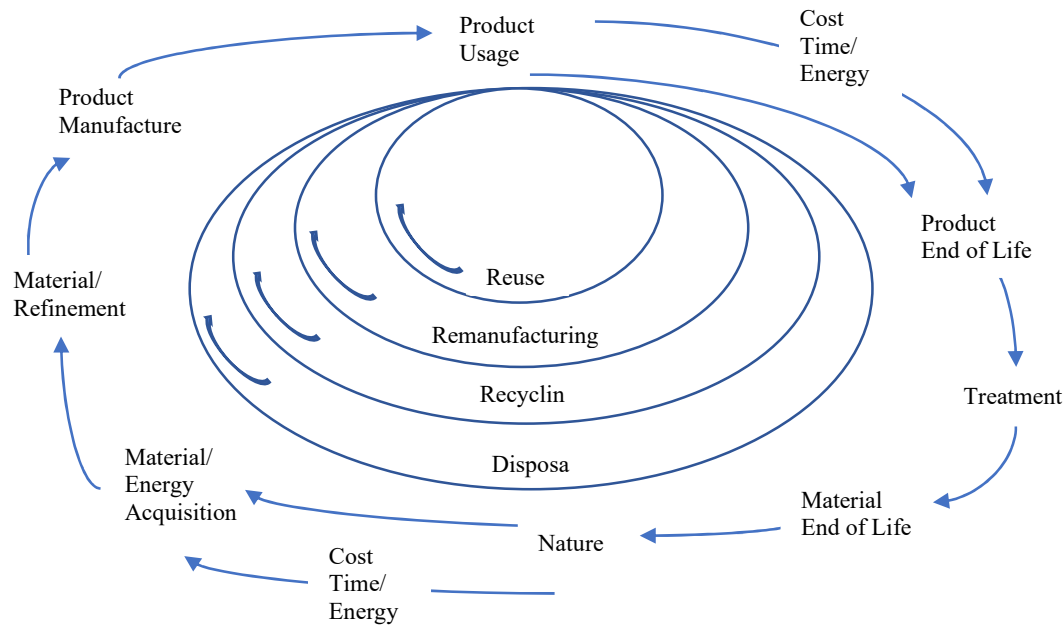 Product
Usage
Cost
Time/
Energy
Product
Manufacture
Product
End of Life
Material/
Refinement
Reuse
Remanufacturing
Recyclin
Treatment
Disposa
Material/
Energy
Acquisition
Material
End of Life
Nature
Cost
Time/
Energy